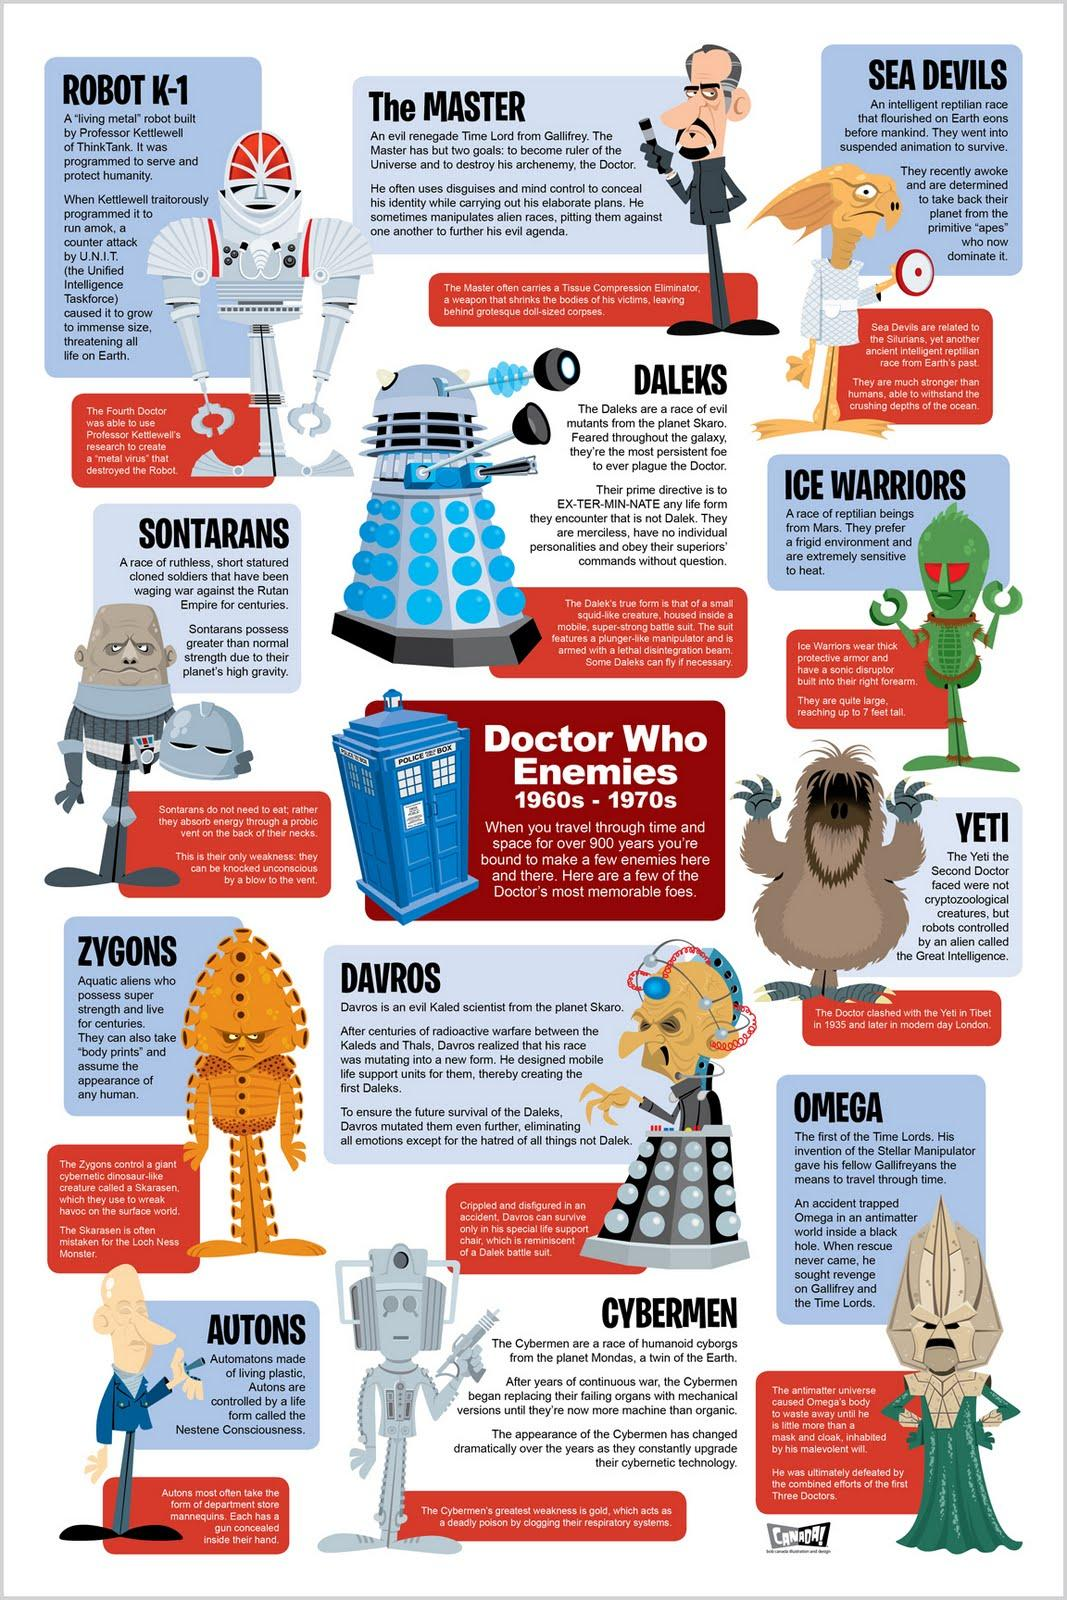 ROBOT K-1
A “living metal” robot built
by Professor Kettlewell
of ThinkTank. It was
programmed to serve and
protect humanity.
When Kettlewell traitorously
programmed it to
run amok, a
counter attack
by U.N.I.T.
(the Unified
Intelligence
Taskforce)
caused it to grow
to immense size,
threatening all
life on Earth.
The Fourth Doctor
was able to use
Professor Kettlewell's
research to create
a “metal virus” that
destroyed the Robot.
The MASTER
An evil renegade Time Lord from Gallifrey. The
Master has but two goals: to become ruler of the
Universe and to destroy his archenemy, the Doctor.
He often uses disguises and mind control to conceal
his identity while carrying out his elaborate plans. He
sometimes manipulates alien races, pitting them against
one another to further his evil agenda.
The Master often carries a Tissue Compression Eliminator,
a weapon that shrinks the bodies of his victims, leaving
behind grotesque doll-sized corpses.
SEA DEVILS
An intelligent reptilian race
that flourished on Earth eons
before mankind. They went into
suspended animation to survive.
They recently awoke
and are determined
to take back their
planet from the
primitive “apes”
who now
dominate it.
Sea Devils are related to
the Silurians, yet another
ancient intelligent reptilian
race from Earth's past.
They are much stronger than
humans, able to withstand the
crushing depths of the ocean.
DALEKS
The Daleks are a race of evil
mutants from the planet Skaro.
Feared throughout the galaxy,
they're the most persistent foe
to ever plague the Doctor.
Their prime directive is to
EX-TER-MIN-NATE any life form
they encounter that is not Dalek. They
are merciless, have no individual
personalities and obey their superiors'
commands without question.
The Dalek's true form is that of a small
squid-like creature, housed inside a
mobile, super-strong battle suit. The suit
features a plunger-like manipulator and is
armed with a lethal disintegration beam.
Some Daleks can fly if necessary.
ICE WARRIORS
A race of reptilian beings
from Mars. They prefer
a frigid environment and
are extremely sensitive
to heat.
Ice Warriors wear thick
protective armor and
have a sonic disruptor
built into their right forearm.
They are quite large,
reaching up to 7 feet tall.
SONTARANS
A race of ruthless, short statured
cloned soldiers that have been
waging war against the Rutan
Empire for centuries.
Sontarans possess
greater than normal
strength due to their
planet's high gravity.
Sontarans do not need to eat; rather
they absorb energy through a probic
vent on the back of their necks.
This is their only weakness: they
can be knocked unconscious
by a blow to the vent.
POLICE BOX
Doctor Who
Enemies
1960s - 1970s
When you travel through time and
space for over 900 years you're
bound to make a few enemies here
and there. Here are a few of the
Doctor's most memorable foes.
YETI
The Yeti the
Second Doctor
faced were not
cryptozoological
creatures, but
robots controlled
by an alien called
the Great Intelligence.
The Doctor clashed with the Yeti in Tibet
in 1935 and later in modern day London.
ZYGONS
Aquatic aliens who
possess super
strength and live
for centuries.
They can also take
“body prints” and
assume the
appearance of
any human.
The Zygons control a giant
cybernetic dinosaur-like
creature called a Skarasen,
which they use to wreak
havoc on the surface world.
The Skarasen is often
mistaken for the Loch Ness
Monster.
DAVROS
Davros is an evil Kaled scientist from the planet Skaro.
After centuries of radioactive warfare between the
Kaleds and Thals, Davros realized that his race
was mutating into a new form. He designed mobile
life support units for them, thereby creating the
first Daleks.
To ensure the future survival of the Daleks,
Davros mutated them even further, eliminating
all emotions except for the hatred of all things not Dalek.
Crippled and disfigured in an
accident, Davros can survive
only in his special life support
chair, which is reminiscent
of a Dalek battle suit.
OMEGA
The first of the Time Lords. His
invention of the Stellar Manipulator
gave his fellow Gallifreyans the
means to travel through time.
An accident trapped
Omega in an antimatter
world inside a black
hole. When rescue
never came, he
sought revenge
on Gallifrey and
the Time Lords.
The antimatter universe
caused Omega's body
to waste away until he
is little more than a
mask and cloak, inhabited
by his malevolent will.
He was ultimately defeated by
the combined efforts of the first
Three Doctors.
AUTONS
Automatons made
of living plastic,
Autons are
controlled by a life
form called the
Nestene Consciousness.
Autons most often take the
form of department store
mannequins. Each has a
gun concealed
inside their hand.
CYBERMEN
The Cybermen are a race of humanoid cyborgs
from the planet Mondas, a twin of the Earth.
After years of continuous war, the Cybermen
began replacing their failing organs with mechanical
versions until they're now more machine than organic.
The appearance of the Cybermen has changed
dramatically over the years as they constantly upgrade
their cybernetic technology.
The Cybermen's greatest weakness is gold, which acts as
a deadly poison by clogging their respiratory systems.
CANADA!
bob canada illustration and design